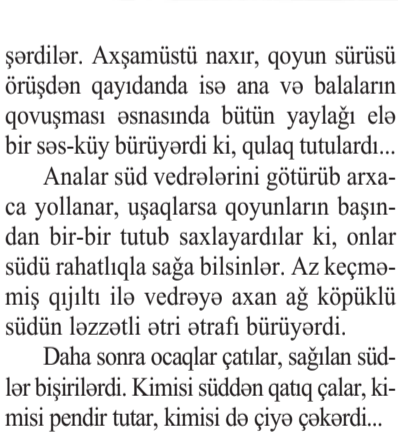 şərdilər. Axşamüstü naxır, qoyun sürüsü
örüşdən qayıdanda isə ana və balaların
qovuşması əsnasında bütün yaylağı elə
bir səs-küy bürüyərdi ki, qulaq tutulardı...
Analar süd vedrələrini götürüb arxa-
ca yollanar, uşaqlarsa qoyunların başın-
dan bir-bir tutub saxlayardılar ki, onlar
südü rahatlıqla sağa bilsinlər. Az keçmə-
miş qıjıltı ilə vedrəyə axan ağ köpüklü
südün ləzzətli ətri ətrafı bürüyərdi.
Daha sonra ocaqlar çatılar, sağılan süd-
lər bişirilərdi. Kimisi süddən qatıq çalar, ki-
misi pendir tutar, kimisi də çiyə çəkərdi...